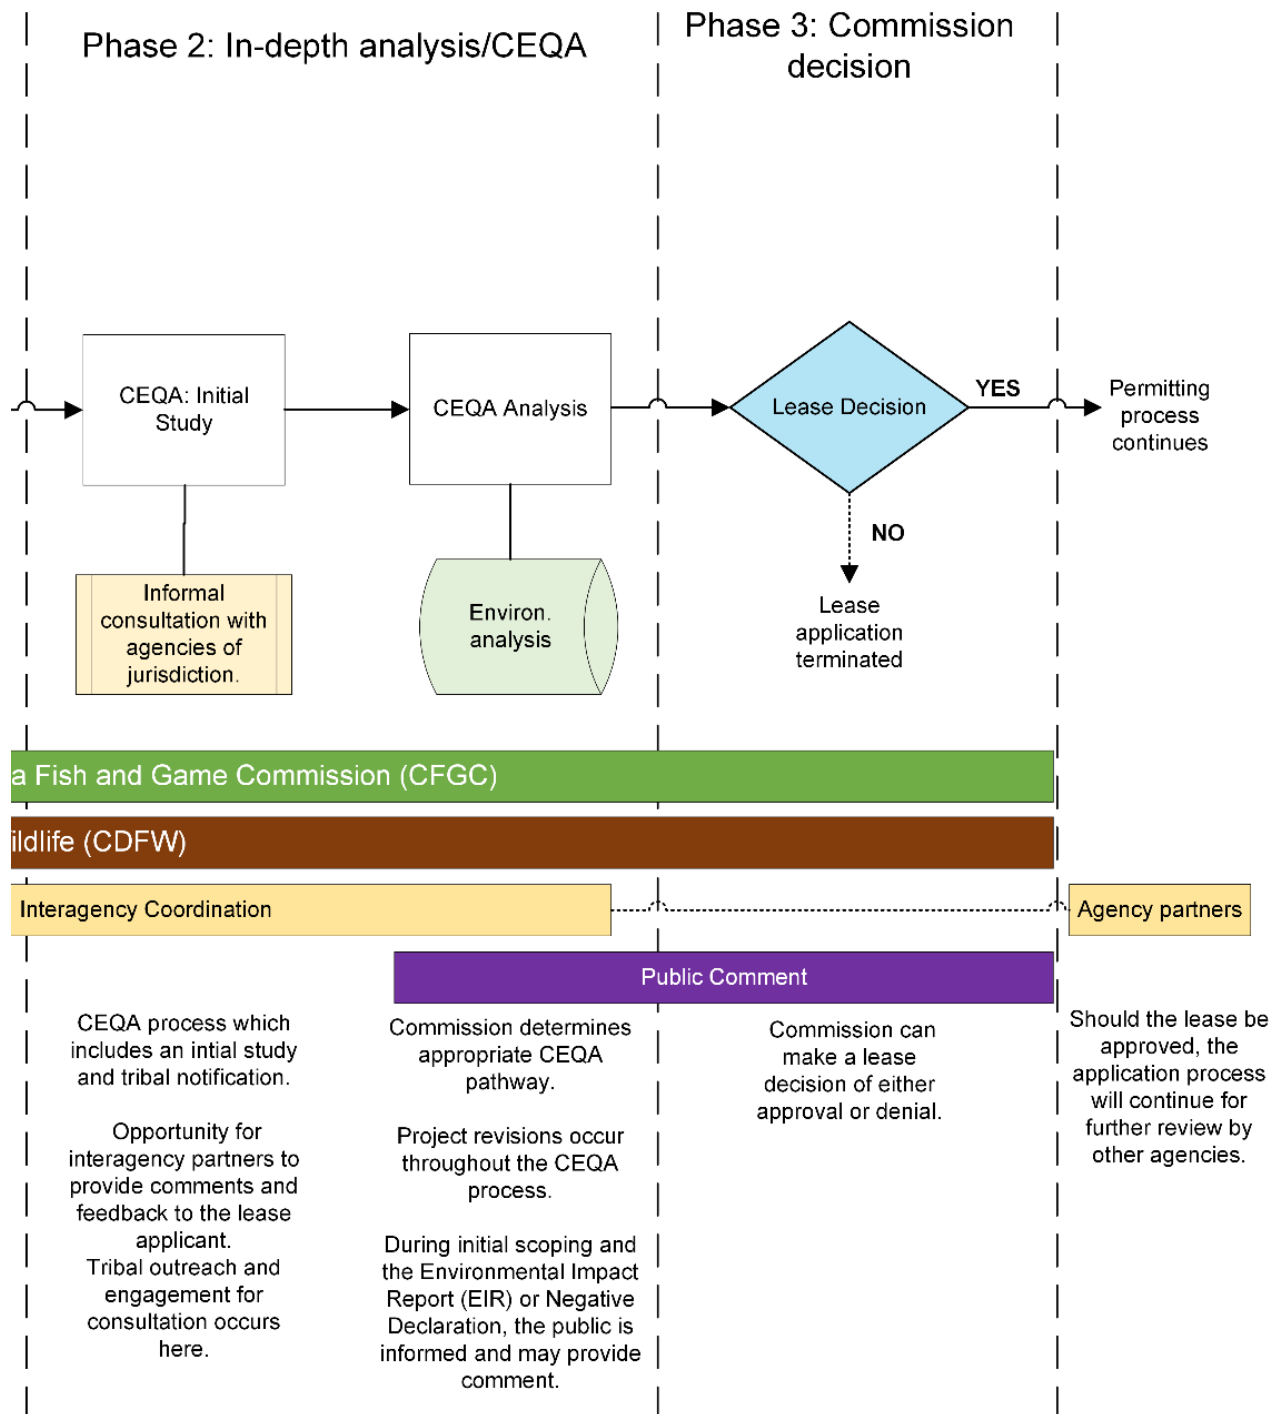 Phase 2: In-depth analysis/CEQA
Phase 3: Commission
decision
CEQA: Initial
Study
CEQA Analysis
Lease Decision
YES
Permitting
process
continues
NO
Lease
application
terminated
Informal
consultation with
agencies of
jurisdiction.
Environ.
analysis
a Fish and Game Commission (CFGC)
ildlife (CDFW)
Interagency Coordination
Agency partners
Public Comment
CEQA process which
includes an intial study
and tribal notification.
Opportunity for
interagency partners to
provide comments and
feedback to the lease
applicant.
Tribal outreach and
engagement for
consultation occurs
here.
Commission determines
appropriate CEQA
pathway.
Project revisions occur
throughout the CEQA
process.
During initial scoping and
the Environmental Impact
Report (EIR) or Negative
Declaration, the public is
informed and may provide
comment.
Commission can
make a lease
decision of either
approval or denial.
Should the lease be
approved, the
application process
will continue for
further review by
other agencies.